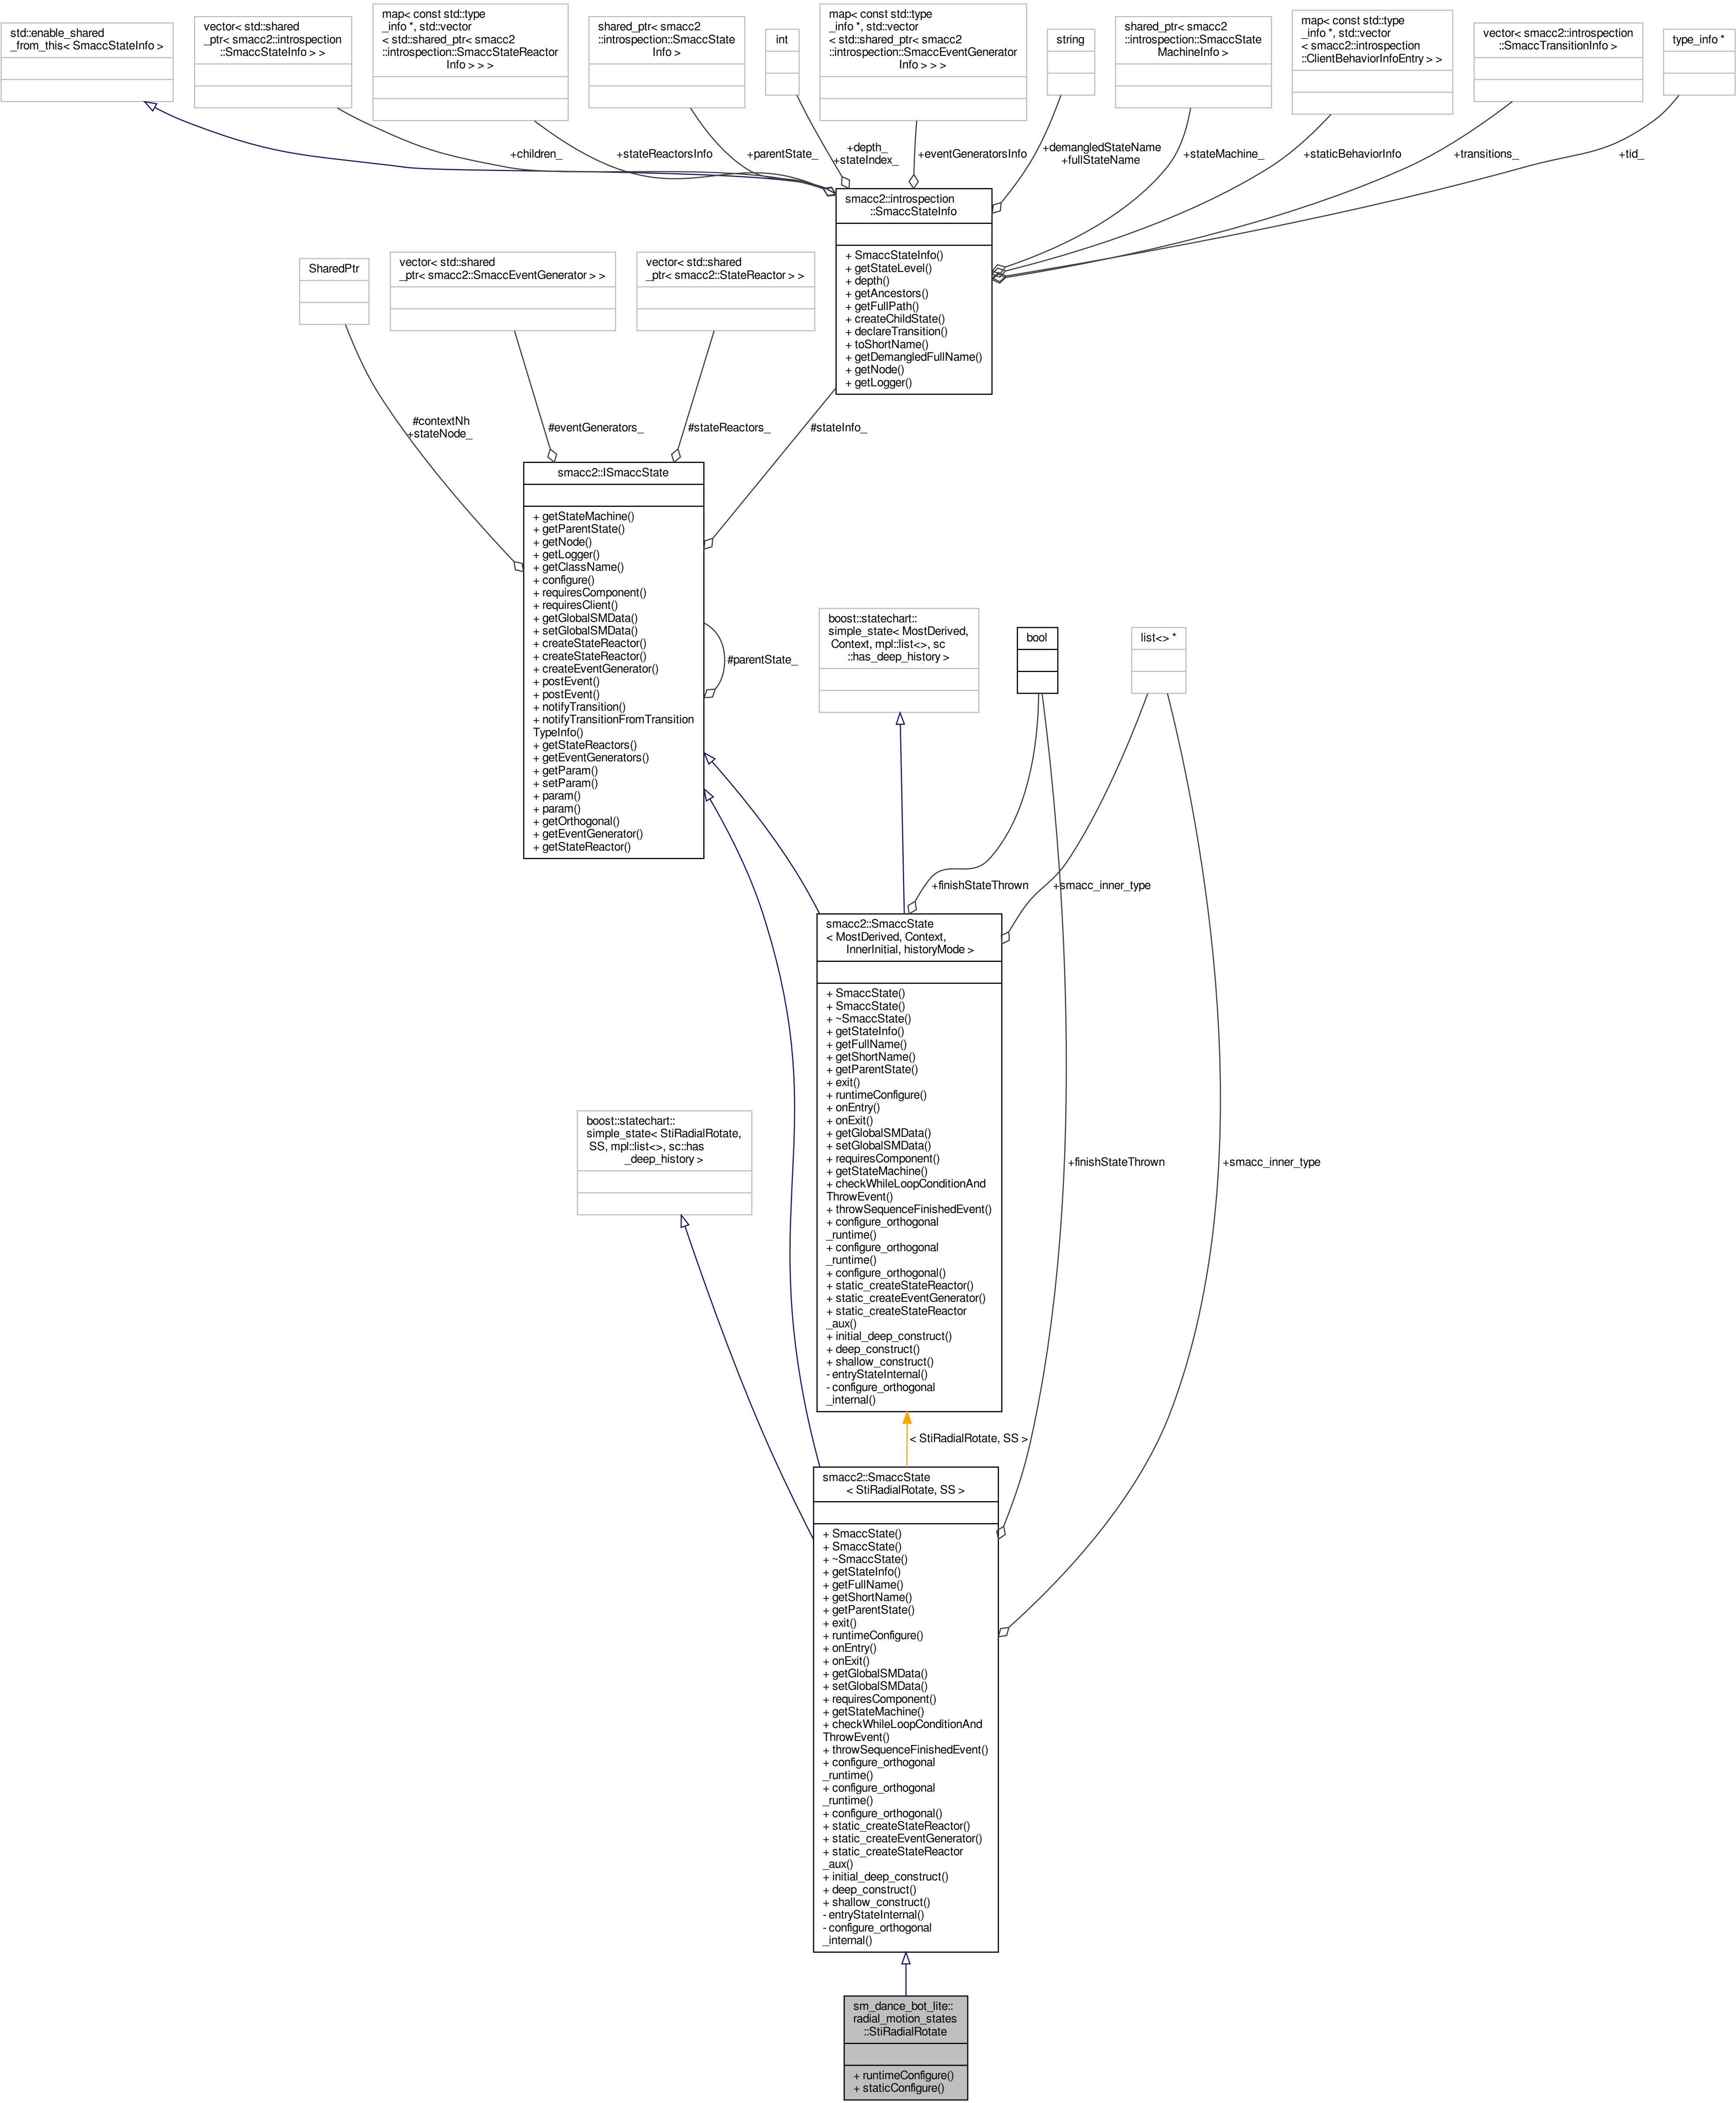 std::enable_shared
_from_this< SmaccStateInfo >
vector< std::shared
_ptr< smacc2::introspection
::SmaccStateInfo > >
map< const std::type
_info *, std::vector
< std::shared_ptr< smacc2
::introspection::SmaccStateReactor
Info > > >
shared_ptr< smacc2
::introspection::SmaccState
Info >
int
map< const std::type
_info *, std::vector
< std::shared_ptr< smacc2
::introspection::SmaccEventGenerator
Info > > >
string
shared_ptr< smacc2
::introspection::SmaccState
MachineInfo >
map< const std::type
_info *, std::vector
< smacc2::introspection
::ClientBehaviorInfoEntry > >
vector< smacc2::introspection
::SmaccTransitionInfo >
type_info *
+children_
+stateReactorsInfo
+parentState_
+depth_
+stateIndex_
+eventGeneratorsInfo
+demangledStateName
+fullStateName
+stateMachine_
+staticBehaviorInfo
+transitions_
+tid_
smacc2::introspection
::SmaccStateInfo
+ SmaccStateInfo()
+ getStateLevel()
+ depth()
+ getAncestors()
+ getFullPath()
+ createChildState()
+ declareTransition()
+ toShortName()
+ getDemangledFullName()
+ getNode()
+ getLogger()
SharedPtr
vector< std::shared
_ptr< smacc2::SmaccEventGenerator > >
vector< std::shared
_ptr< smacc2::StateReactor > >
#contextNh
+stateNode_
#eventGenerators_
#stateReactors_
#stateInfo_
smacc2::ISmaccState
+ getStateMachine()
+ getParentState()
+ getNode()
+ getLogger()
+ getClassName()
+ configure()
+ requiresComponent()
+ requiresClient()
+ getGlobalSMData()
+ setGlobalSMData()
+ createStateReactor()
+ createStateReactor()
+ createEventGenerator()
+ postEvent()
+ postEvent()
+ notifyTransition()
+ notifyTransitionFromTransition
TypeInfo()
+ getStateReactors()
+ getEventGenerators()
+ getParam()
+ setParam()
+ param()
+ param()
+ getOrthogonal()
+ getEventGenerator()
+ getStateReactor()
#parentState_
boost::statechart::
simple_state< MostDerived,
Context, mpl::list<>, sc
::has_deep_history >
bool
list<> *
+finishStateThrown
+smacc_inner_type
smacc2::SmaccState
< MostDerived, Context,
InnerInitial, historyMode >
+ SmaccState()
+ SmaccState()
+ ~SmaccState()
+ getStateInfo()
+ getFullName()
+ getShortName()
+ getParentState()
+ exit()
+ runtimeConfigure()
+ onEntry()
+ onExit()
+ getGlobalSMData()
+ setGlobalSMData()
+ requiresComponent()
+ getStateMachine()
+ checkWhileLoopConditionAnd
ThrowEvent()
+ throwSequenceFinishedEvent()
+ configure_orthogonal
_runtime()
+ configure_orthogonal
_runtime()
+ configure_orthogonal()
+ static_createStateReactor()
+ static_createEventGenerator()
+ static_createStateReactor
_aux()
+ initial_deep_construct()
+ deep_construct()
+ shallow_construct()
- entryStateInternal()
- configure_orthogonal
_internal()
boost::statechart::
simple_state< StiRadialRotate,
SS, mpl::list<>, sc::has
_deep_history >
+finishStateThrown
+smacc_inner_type
< StiRadialRotate, SS >
smacc2::SmaccState
< StiRadialRotate, SS >
+ SmaccState()
+ SmaccState()
+ ~SmaccState()
+ getStateInfo()
+ getFullName()
+ getShortName()
+ getParentState()
+ exit()
+ runtimeConfigure()
+ onEntry()
+ onExit()
+ getGlobalSMData()
+ setGlobalSMData()
+ requiresComponent()
+ getStateMachine()
+ checkWhileLoopConditionAnd
ThrowEvent()
+ throwSequenceFinishedEvent()
+ configure_orthogonal
_runtime()
+ configure_orthogonal
_runtime()
+ configure_orthogonal()
+ static_createStateReactor()
+ static_createEventGenerator()
+ static_createStateReactor
_aux()
+ initial_deep_construct()
+ deep_construct()
+ shallow_construct()
- entryStateInternal()
- configure_orthogonal
_internal()
sm_dance_bot_lite::
radial_motion_states
::StiRadialRotate
+ runtimeConfigure()
+ staticConfigure()